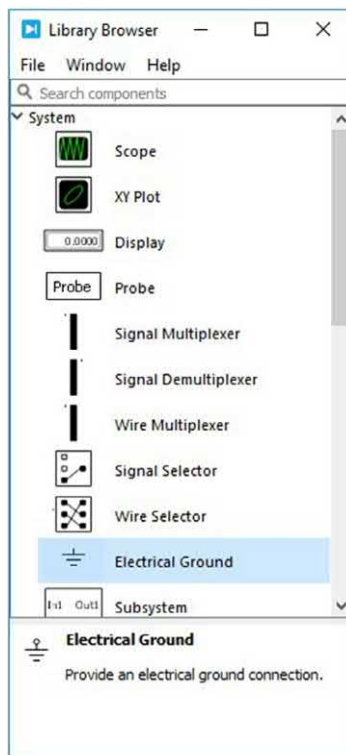 Library Browser
File Window Help
Search components
System
Scope
XY Plot
0.0000 Display
Probe Probe
Signal Multiplexer
Signal Demultiplexer
Wire Multiplexer
Signal Selector
Wire Selector
Electrical Ground
In1 Out1 Subsystem
Electrical Ground
Provide an electrical ground connection.